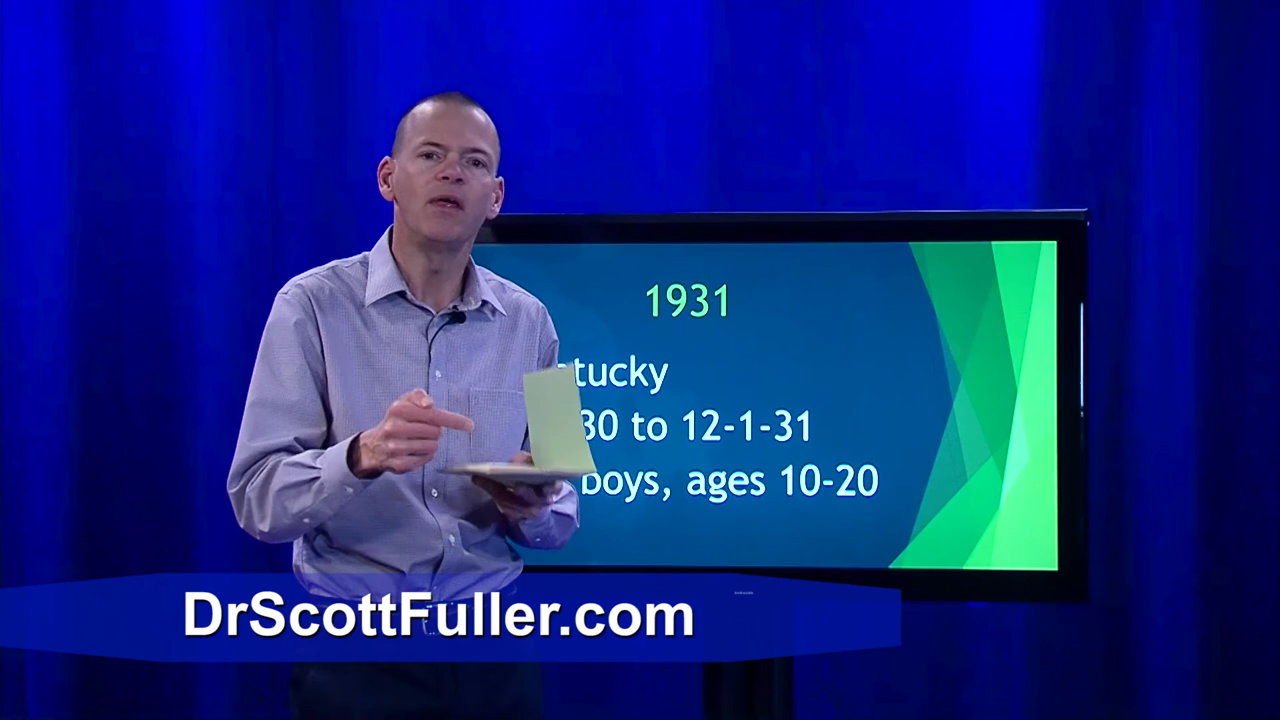 1931
tucky
30 to 12-1-31
boys, ages 10-20
DrScottFuller.com